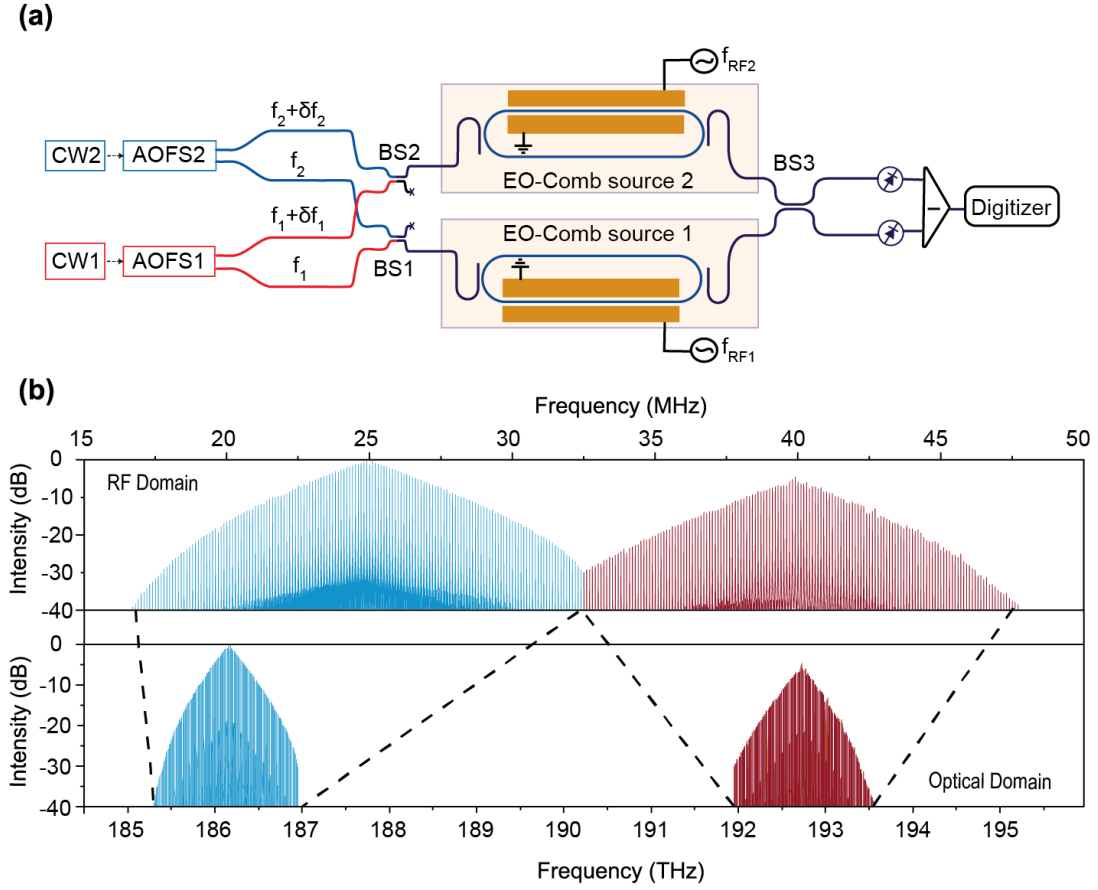 (a)
f_RF2
f₂+δf₂
CW2
AOFS2
BS2
f₂
EO-Comb source 2
BS3
f₁+δf₁
EO-Comb source 1
−
Digitizer
CW1
AOFS1
f₁
BS1
f_RF1
(b)
Frequency (MHz)
15 20 25 30 35 40 45 50
RF Domain
Intensity (dB)
0
-10
-20
-30
-40
Intensity (dB)
0
-10
-20
-30
-40
Optical Domain
185 186 187 188 189 190 191 192 193 194 195
Frequency (THz)